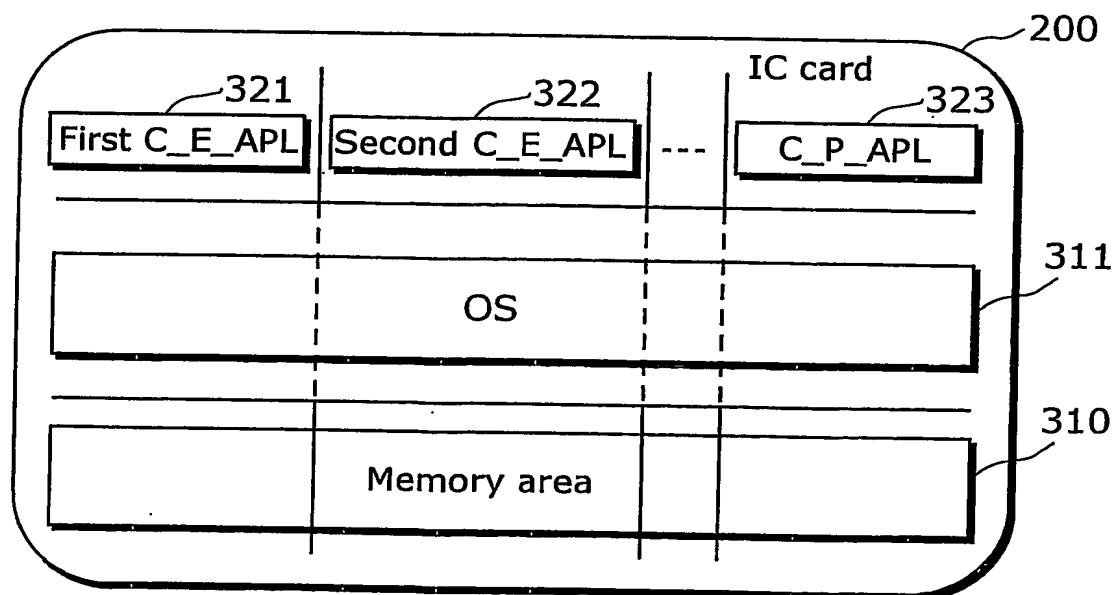 200
IC card
321
322
323
First C_E_APL
Second C_E_APL
---
C_P_APL
311
OS
310
Memory area